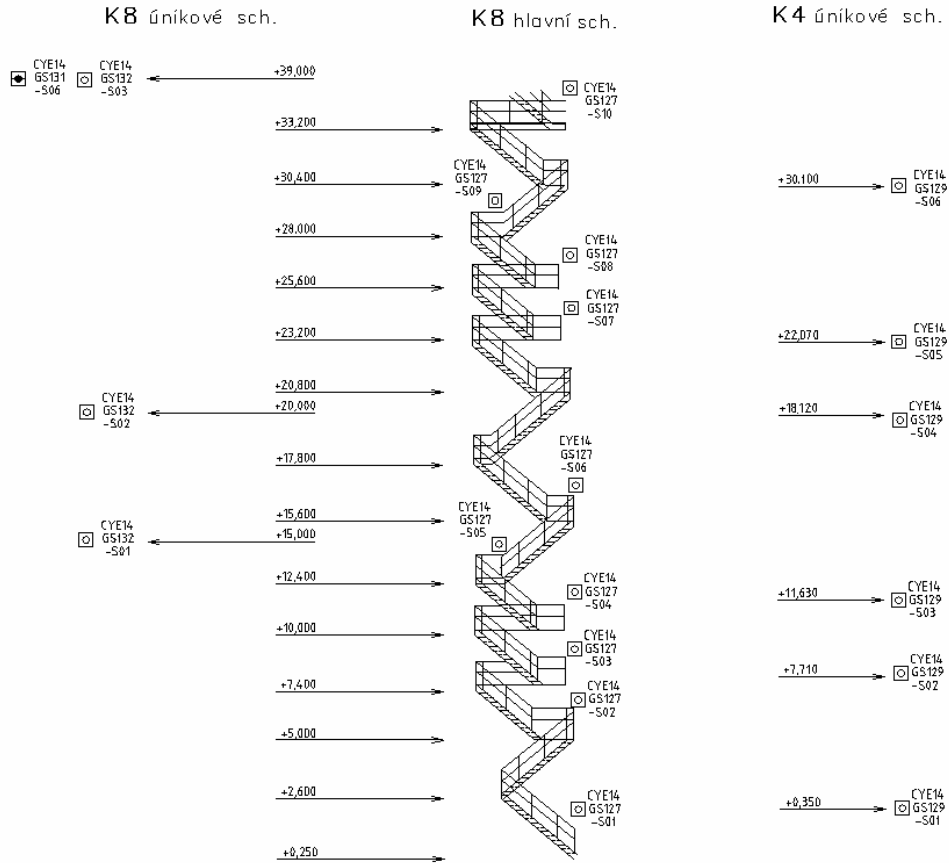 K8 únikové sch.
K8 hlavní sch.
K4 únikové sch.
CYE14
GS131
-S06
CYE14
GS132
-S03
+39,000
CYE14
GS127
-S10
+33,200
CYE14
GS127
-S09
+30,400
+30.100
CYE14
GS129
-S06
+28,000
CYE14
GS127
-S08
+25,600
CYE14
GS127
-S07
+23,200
+22,070
CYE14
GS129
-S05
+20,800
CYE14
GS132
-S02
+20,000
+18,120
CYE14
GS129
-S04
+17,800
CYE14
GS127
-S06
+15,600
CYE14
GS127
-S05
CYE14
GS132
-S01
+15,000
+12,400
CYE14
GS127
-S04
+11,630
CYE14
GS129
-S03
+10,000
CYE14
GS127
-S03
+7,710
CYE14
GS129
-S02
+7,400
CYE14
GS127
-S02
+5,000
+2,600
CYE14
GS127
-S01
+0,350
CYE14
GS129
-S01
+0,250